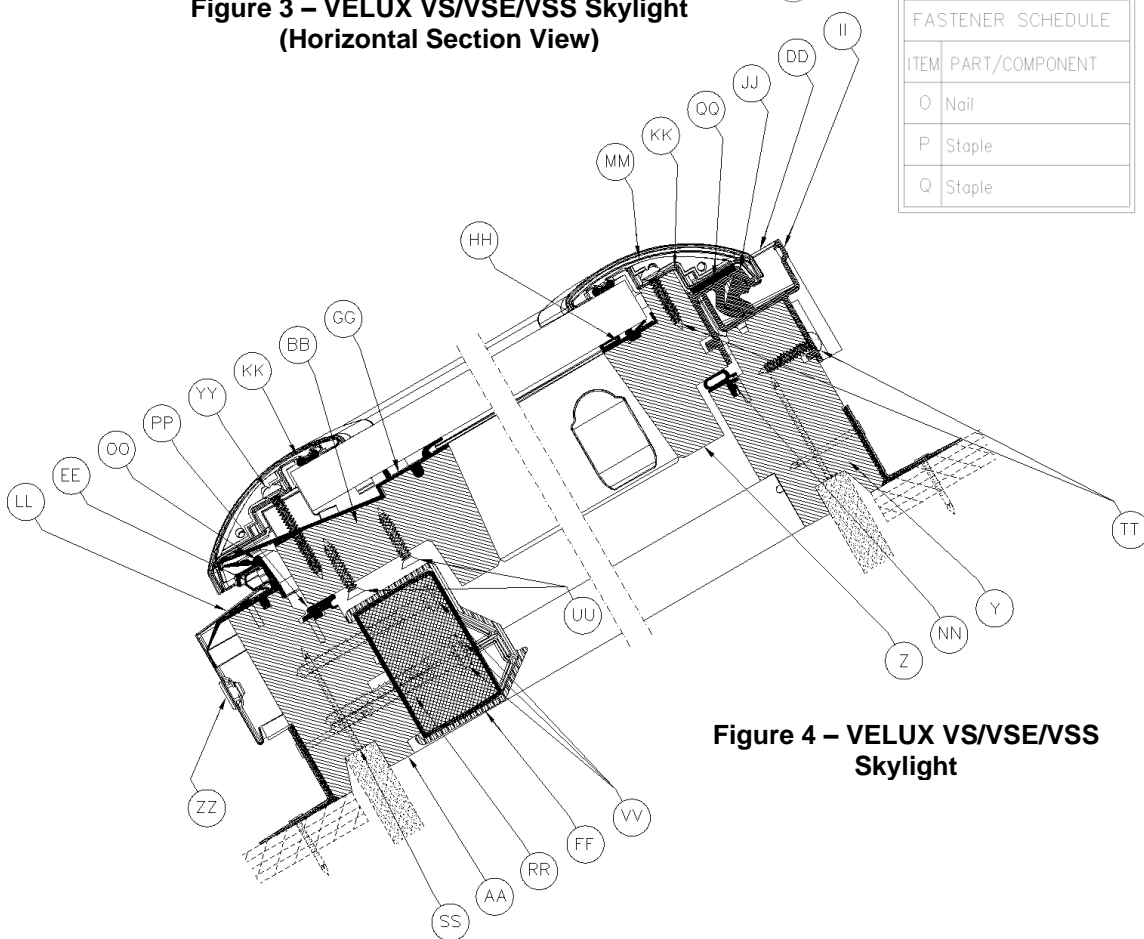 Figure 3 – VELUX VS/VSE/VSS Skylight
(Horizontal Section View)
FASTENER SCHEDULE
ITEM PART/COMPONENT
O Nail
P Staple
Q Staple
II
DD
JJ
QQ
KK
MM
HH
GG
BB
KK
YY
PP
OO
EE
LL
TT
UU
Y
NN
Z
Figure 4 – VELUX VS/VSE/VSS
Skylight
ZZ
VV
FF
RR
AA
SS